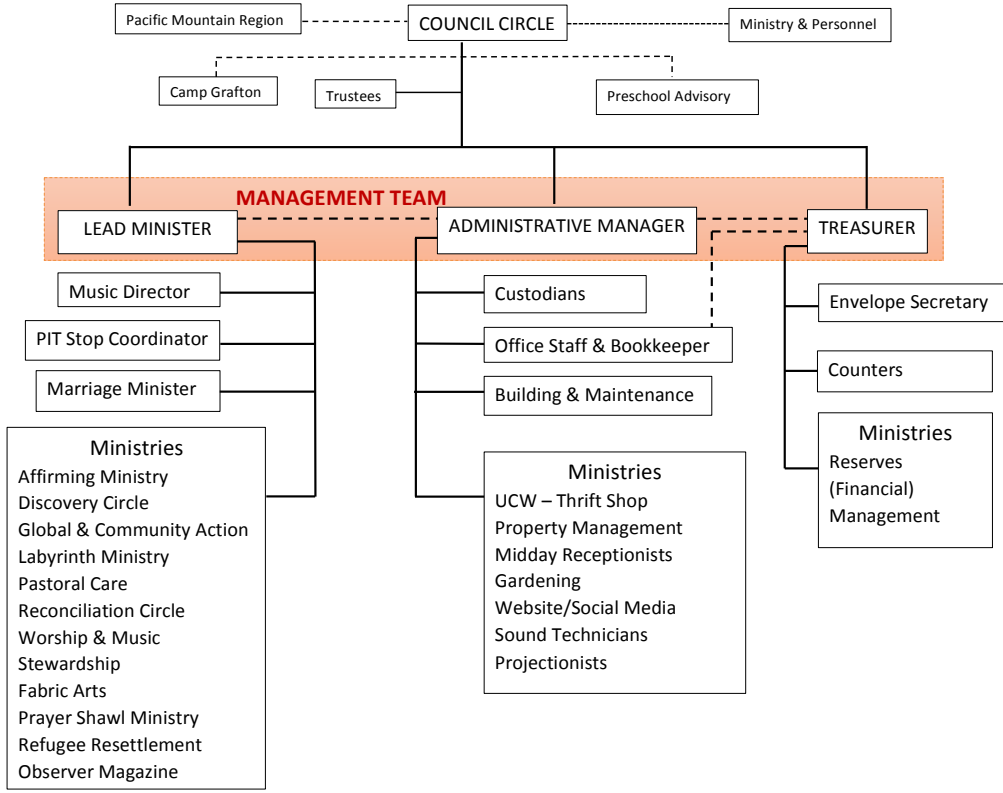 Pacific Mountain Region
COUNCIL CIRCLE
Ministry & Personnel
Camp Grafton
Trustees
Preschool Advisory
MANAGEMENT TEAM
LEAD MINISTER
ADMINISTRATIVE MANAGER
TREASURER
Music Director
PIT Stop Coordinator
Marriage Minister
Ministries
Affirming Ministry
Discovery Circle
Global & Community Action
Labyrinth Ministry
Pastoral Care
Reconciliation Circle
Worship & Music
Stewardship
Fabric Arts
Prayer Shawl Ministry
Refugee Resettlement
Observer Magazine
Custodians
Office Staff & Bookkeeper
Building & Maintenance
Ministries
UCW – Thrift Shop
Property Management
Midday Receptionists
Gardening
Website/Social Media
Sound Technicians
Projectionists
Envelope Secretary
Counters
Ministries
Reserves
(Financial)
Management